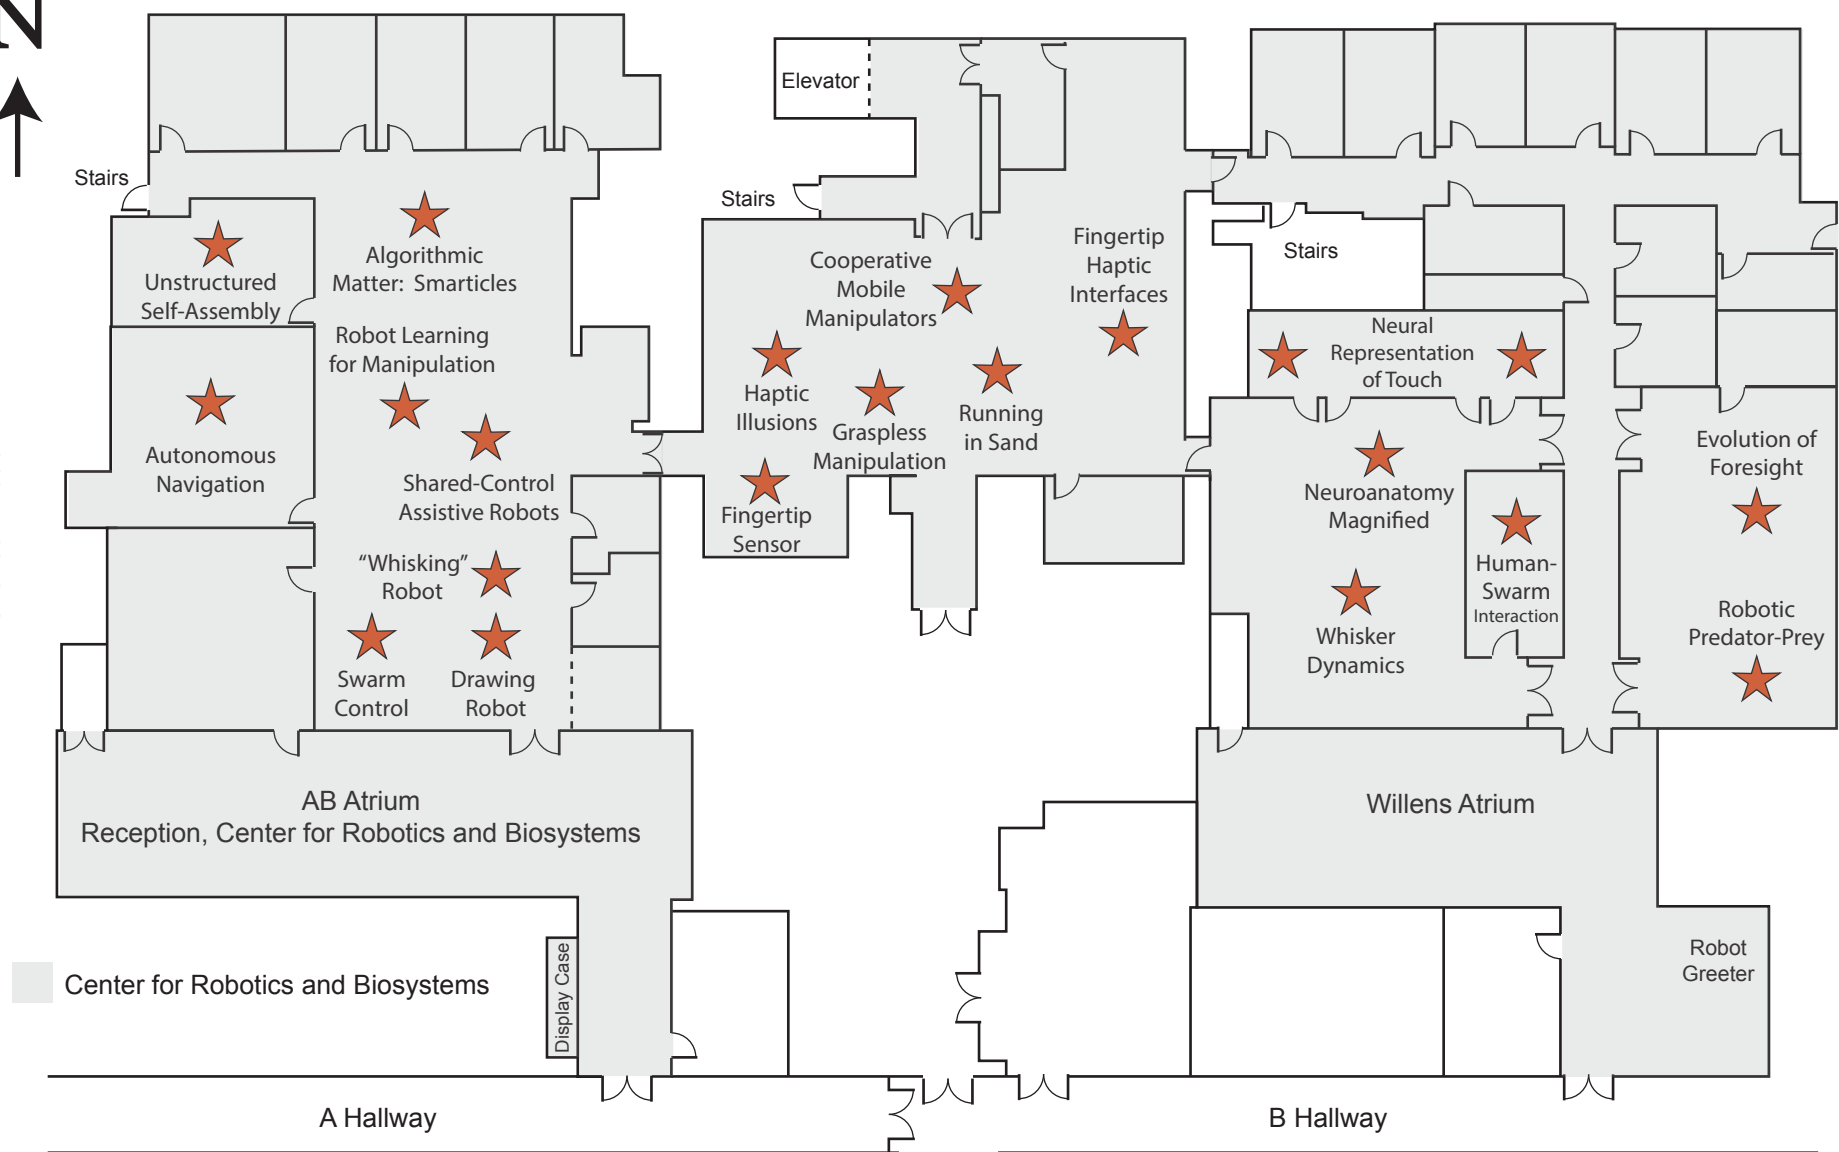 N
Elevator
Stairs
Stairs
Stairs
Algorithmic
Matter: Smarticles
Unstructured
Self-Assembly
Robot Learning
for Manipulation
Autonomous
Navigation
Shared-Control
Assistive Robots
“Whisking”
Robot
Swarm
Control
Drawing
Robot
Cooperative
Mobile
Manipulators
Fingertip
Haptic
Interfaces
Haptic
Illusions
Graspless
Manipulation
Running
in Sand
Fingertip
Sensor
Neural
Representation
of Touch
Neuroanatomy
Magnified
Human-
Swarm
Interaction
Whisker
Dynamics
Evolution of
Foresight
Robotic
Predator-Prey
AB Atrium
Reception, Center for Robotics and Biosystems
Willens Atrium
Robot
Greeter
Display Case
Center for Robotics and Biosystems
A Hallway
B Hallway